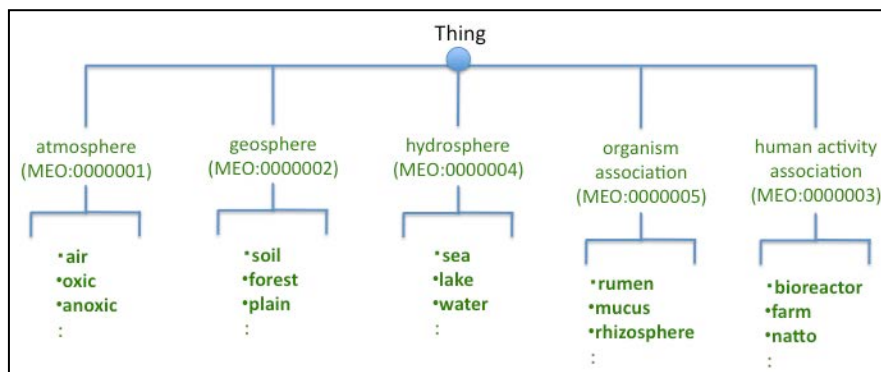 Thing
atmosphere
(MEO:0000001)
geosphere
(MEO:0000002)
hydrosphere
(MEO:0000004)
organism
association
(MEO:0000005)
human activity
association
(MEO:0000003)
・air
•oxic
•anoxic
:
・soil
•forest
•plain
:
・sea
•lake
•water
:
・rumen
•mucus
•rhizosphere
:
・bioreactor
•farm
•natto
: